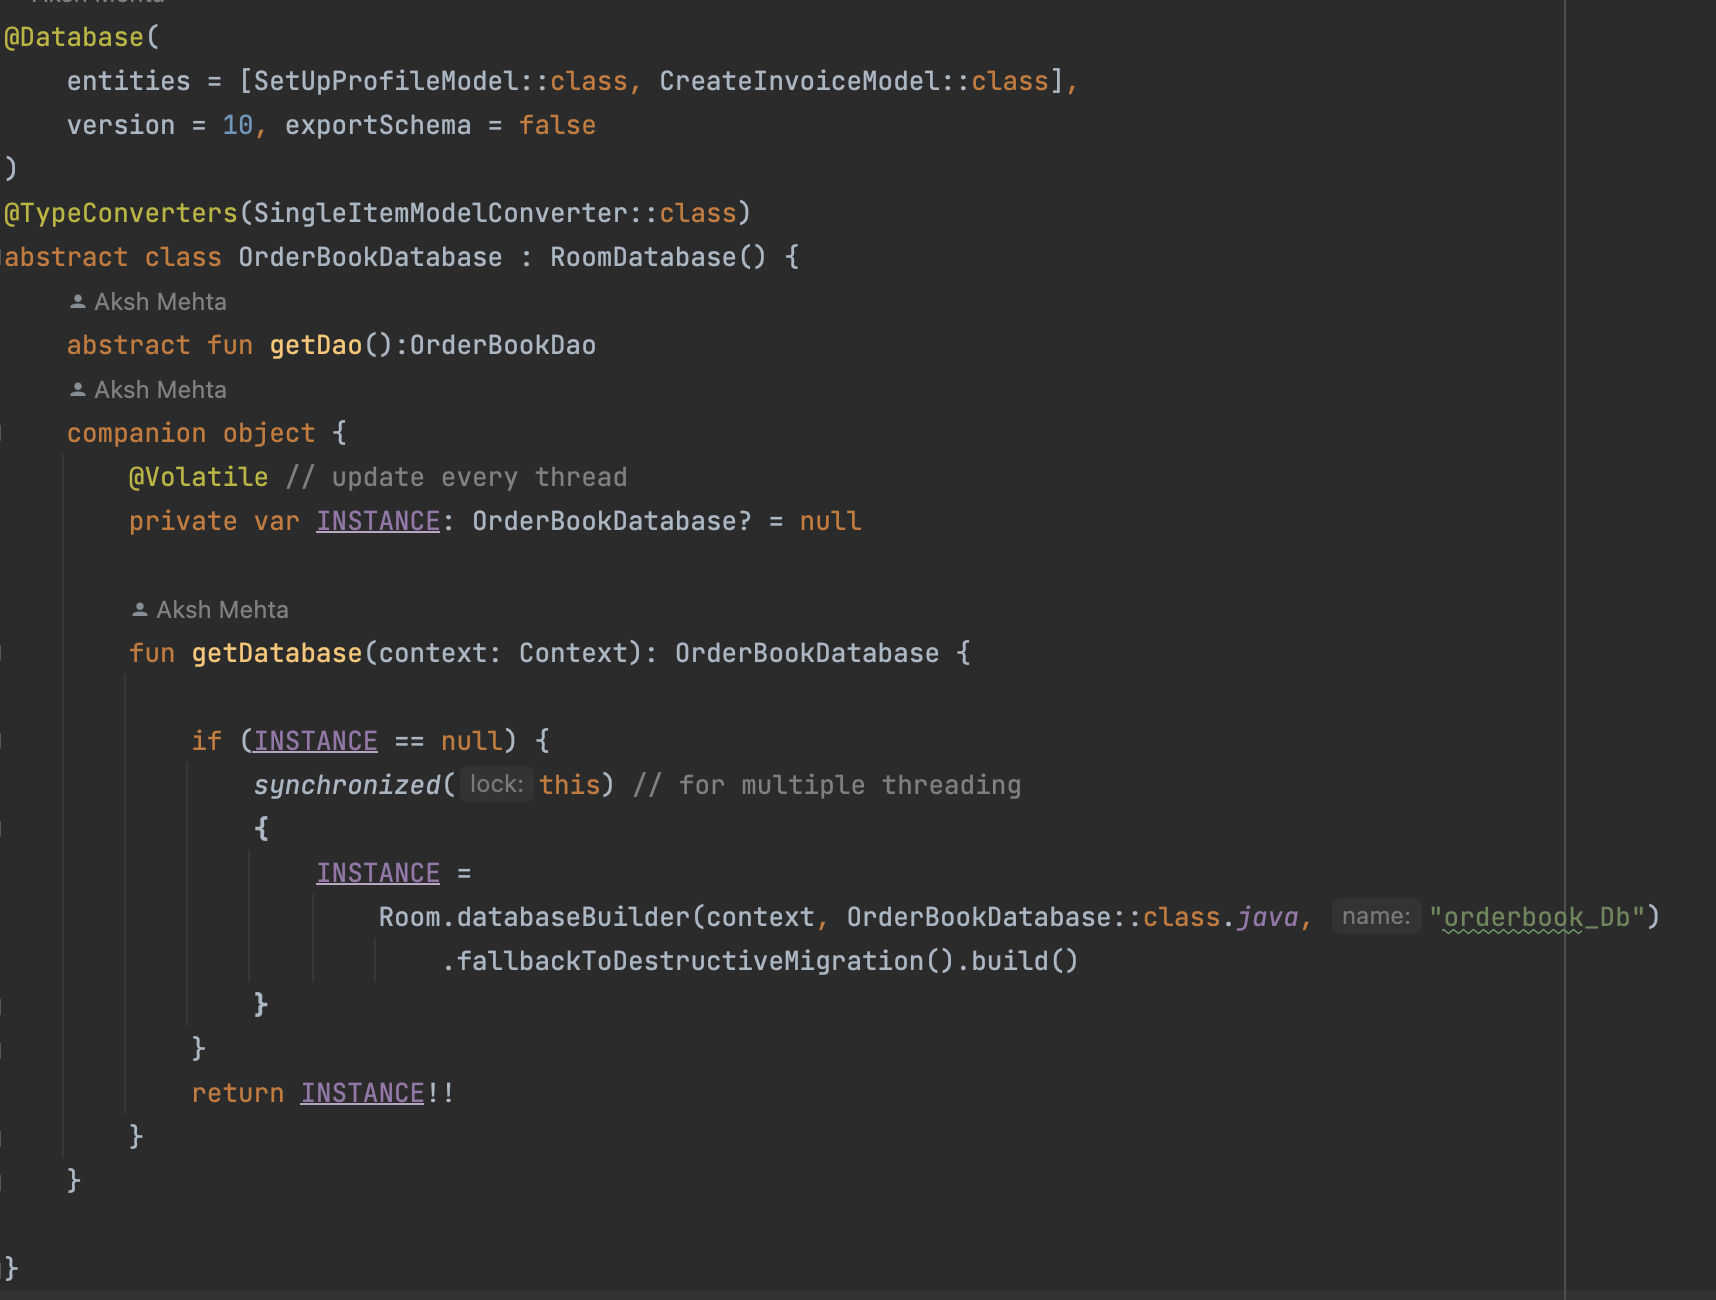 Aksh Mehta
@Database(
entities = [SetUpProfileModel::class, CreateInvoiceModel::class],
version = 10, exportSchema = false
)
@TypeConverters(SingleItemModelConverter::class)
abstract class OrderBookDatabase : RoomDatabase() {
Aksh Mehta
abstract fun getDao():OrderBookDao
Aksh Mehta
companion object {
@Volatile // update every thread
private var INSTANCE: OrderBookDatabase? = null
Aksh Mehta
fun getDatabase(context: Context): OrderBookDatabase {
if (INSTANCE == null) {
synchronized( lock: this) // for multiple threading
{
INSTANCE =
Room.databaseBuilder(context, OrderBookDatabase::class.java, name: "orderbook_Db")
.fallbackToDestructiveMigration().build()
}
}
return INSTANCE!!
}
}
}